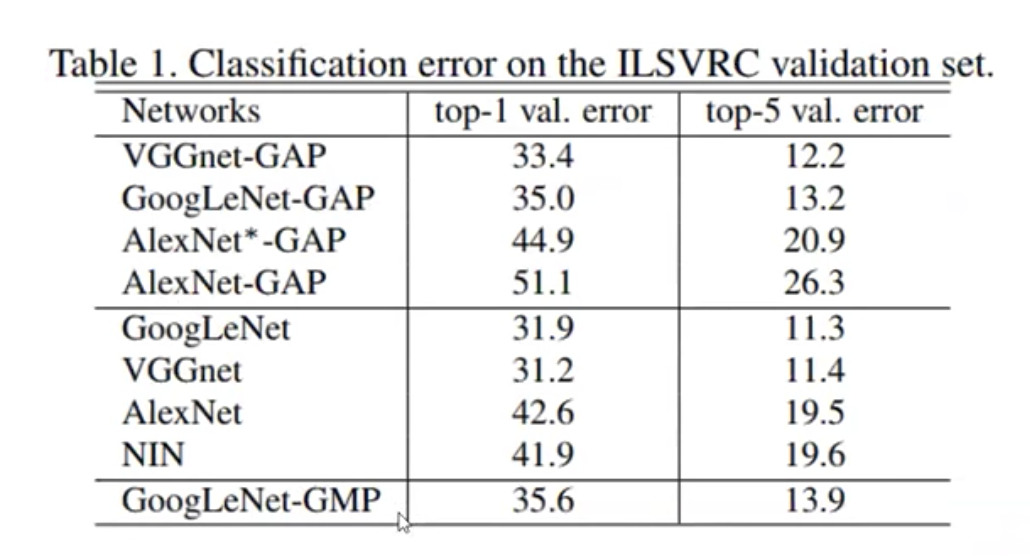 Table 1. Classification error on the ILSVRC validation set.
Networks top-1 val. error top-5 val. error
VGGnet-GAP 33.4 12.2
GoogLeNet-GAP 35.0 13.2
AlexNet*-GAP 44.9 20.9
AlexNet-GAP 51.1 26.3
GoogLeNet 31.9 11.3
VGGnet 31.2 11.4
AlexNet 42.6 19.5
NIN 41.9 19.6
GoogLeNet-GMP 35.6 13.9